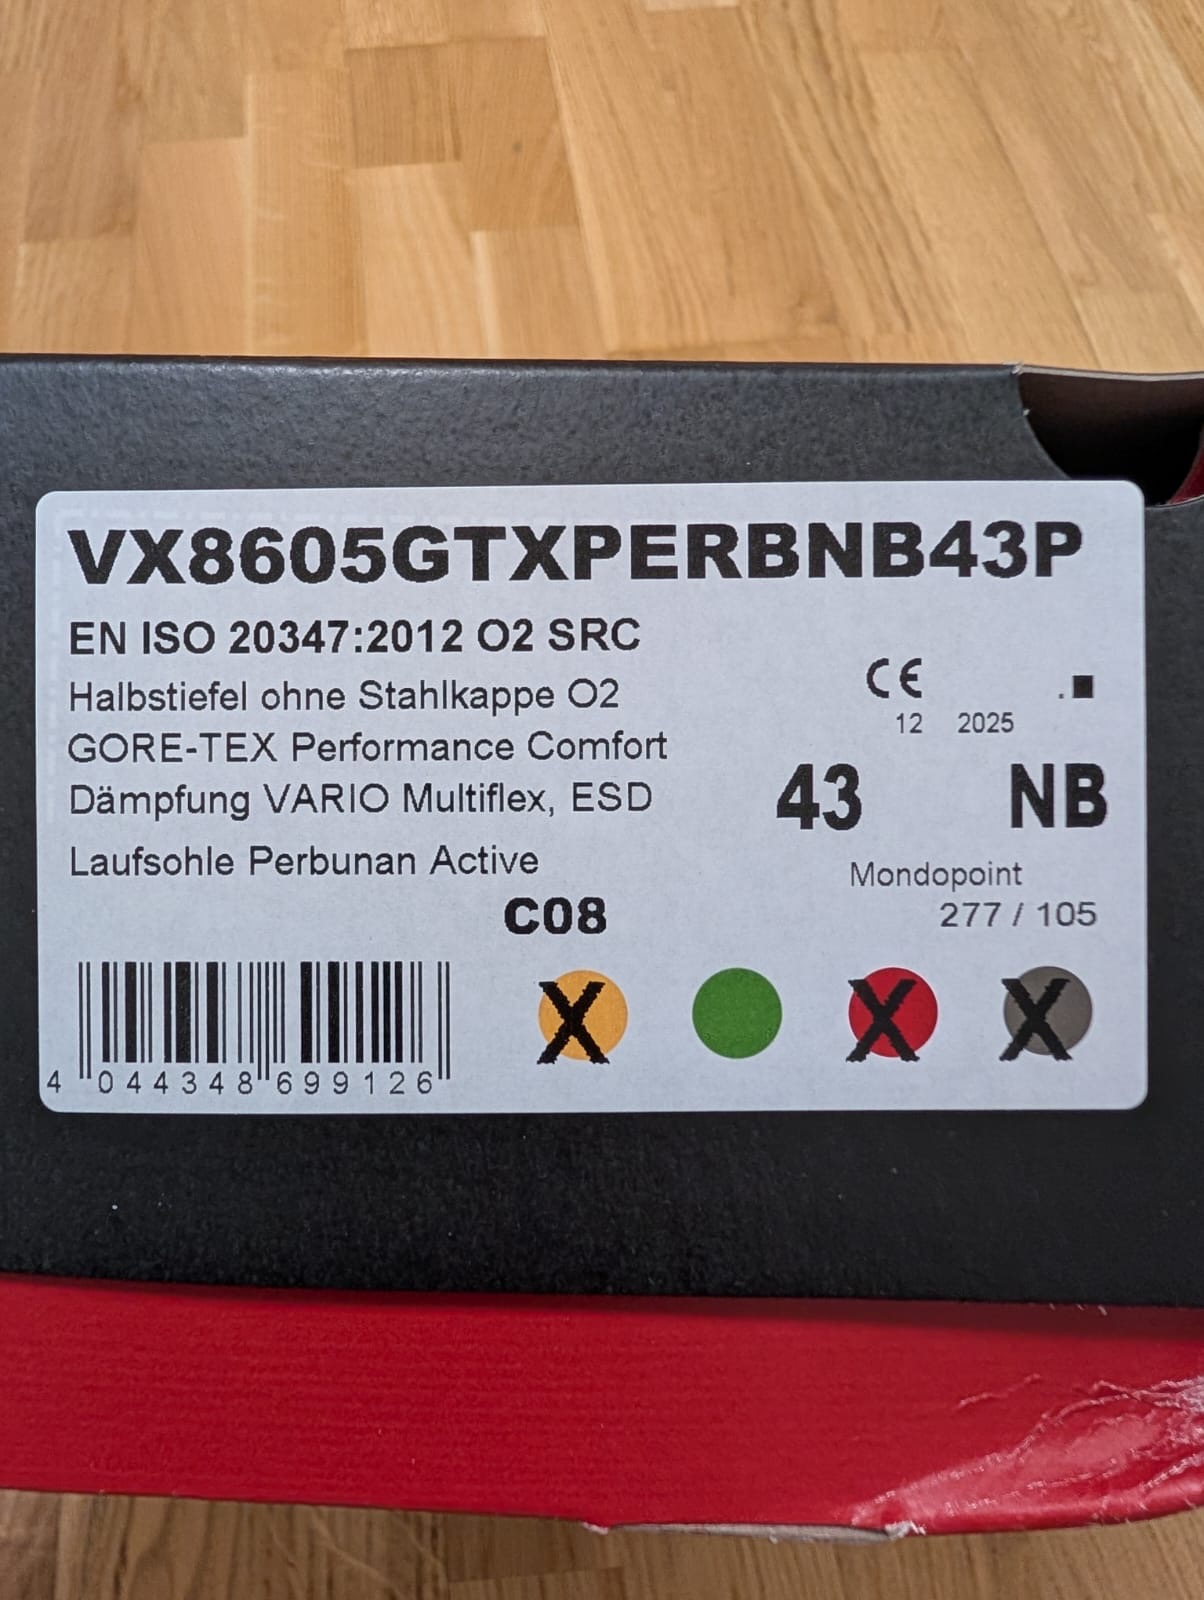 VX8605GTXPERBNB43P
EN ISO 20347:2012 O2 SRC
Halbstiefel ohne Stahlkappe O2
GORE-TEX Performance Comfort
Dämpfung VARIO Multiflex, ESD
Laufsohle Perbunan Active
C08
CE
12 2025
43 NB
Mondopoint
277 / 105
X X X
4 044348 699126